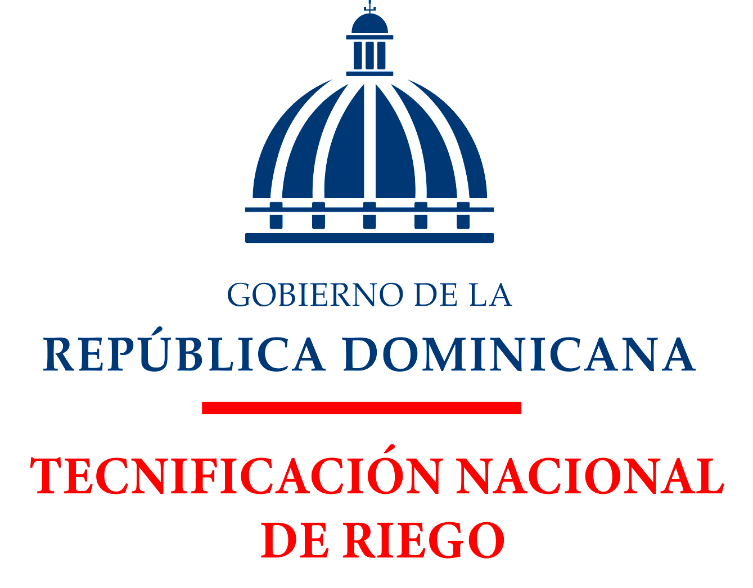 GOBIERNO DE LA
REPÚBLICA DOMINICANA
TECNIFICACIÓN NACIONAL
DE RIEGO